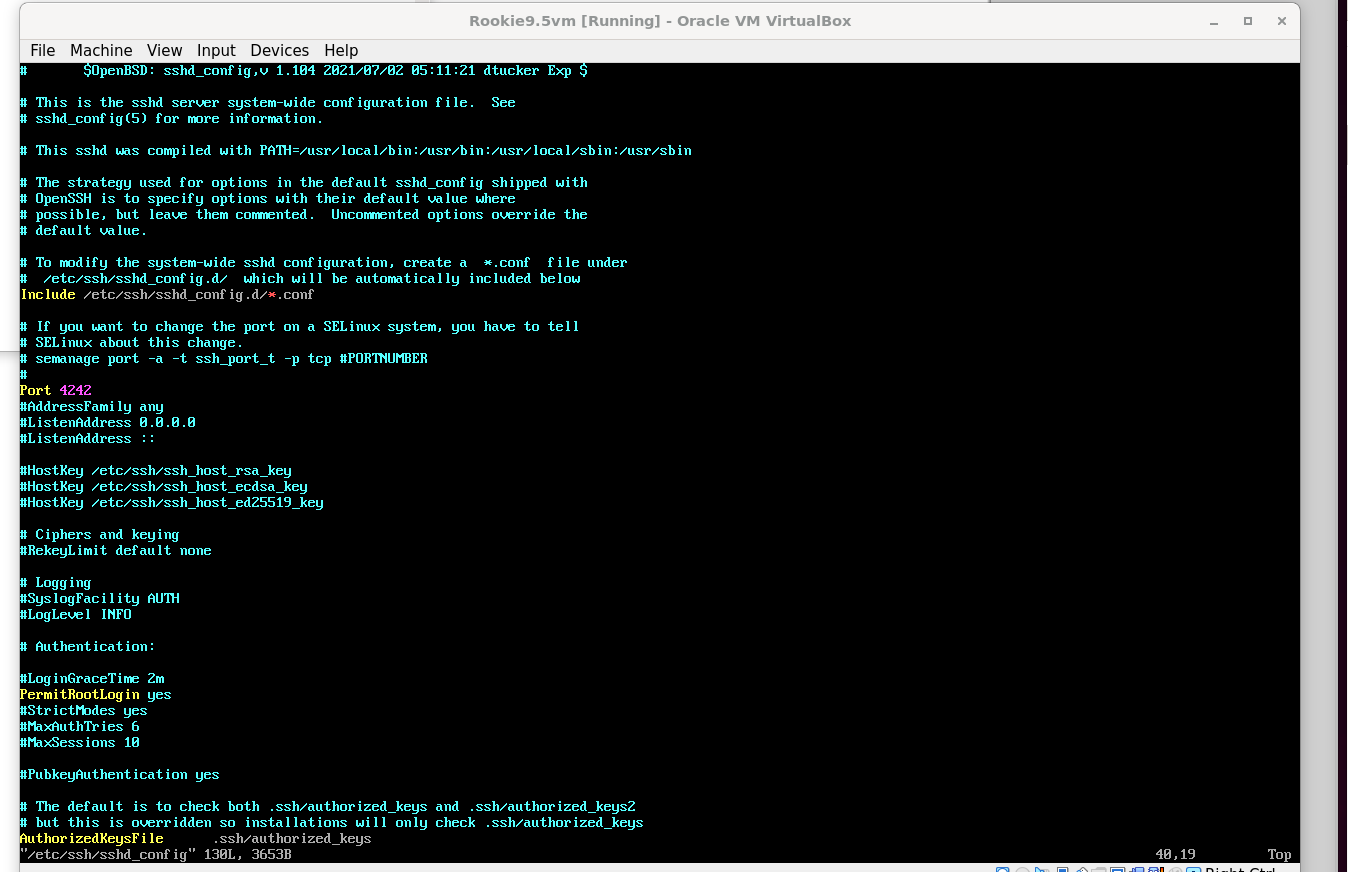 Rookie9.5vm [Running] - Oracle VM VirtualBox
File Machine View Input Devices Help
#       $OpenBSD: sshd_config,v 1.104 2021/07/02 05:11:21 dtucker Exp $
# This is the sshd server system-wide configuration file.  See
# sshd_config(5) for more information.
# This sshd was compiled with PATH=/usr/local/bin:/usr/bin:/usr/local/sbin:/usr/sbin
# The strategy used for options in the default sshd_config shipped with
# OpenSSH is to specify options with their default value where
# possible, but leave them commented.  Uncommented options override the
# default value.
# To modify the system-wide sshd configuration, create a  *.conf  file under
#  /etc/ssh/sshd_config.d/  which will be automatically included below
Include /etc/ssh/sshd_config.d/*.conf
# If you want to change the port on a SELinux system, you have to tell
# SELinux about this change.
# semanage port -a -t ssh_port_t -p tcp #PORTNUMBER
#
Port 4242
#AddressFamily any
#ListenAddress 0.0.0.0
#ListenAddress ::
#HostKey /etc/ssh/ssh_host_rsa_key
#HostKey /etc/ssh/ssh_host_ecdsa_key
#HostKey /etc/ssh/ssh_host_ed25519_key
# Ciphers and keying
#RekeyLimit default none
# Logging
#SyslogFacility AUTH
#LogLevel INFO
# Authentication:
#LoginGraceTime 2m
PermitRootLogin yes
#StrictModes yes
#MaxAuthTries 6
#MaxSessions 10
#PubkeyAuthentication yes
# The default is to check both .ssh/authorized_keys and .ssh/authorized_keys2
# but this is overridden so installations will only check .ssh/authorized_keys
AuthorizedKeysFile      .ssh/authorized_keys
"/etc/ssh/sshd_config" 130L, 3653B 40,19 Top
Right Ctrl